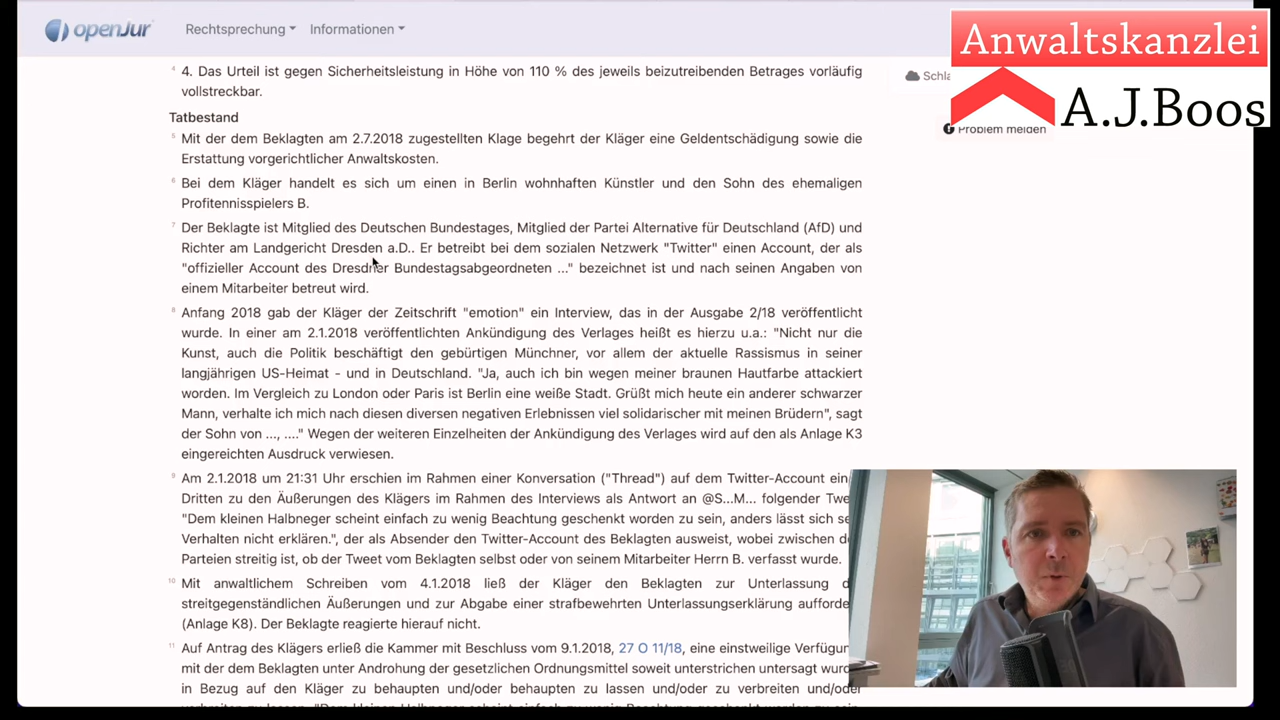 openJur
Rechtsprechung
Informationen
Anwaltskanzlei
A.J.Boos
Problem melden
4 4. Das Urteil ist gegen Sicherheitsleistung in Höhe von 110 % des jeweils beizutreibenden Betrages vorläufig
vollstreckbar.
Tatbestand
5 Mit der dem Beklagten am 2.7.2018 zugestellten Klage begehrt der Kläger eine Geldentschädigung sowie die
Erstattung vorgerichtlicher Anwaltskosten.
6 Bei dem Kläger handelt es sich um einen in Berlin wohnhaften Künstler und den Sohn des ehemaligen
Profitennisspielers B.
7 Der Beklagte ist Mitglied des Deutschen Bundestages, Mitglied der Partei Alternative für Deutschland (AfD) und
Richter am Landgericht Dresden a.D.. Er betreibt bei dem sozialen Netzwerk "Twitter" einen Account, der als
"offizieller Account des Dresdner Bundestagsabgeordneten ..." bezeichnet ist und nach seinen Angaben von
einem Mitarbeiter betreut wird.
8 Anfang 2018 gab der Kläger der Zeitschrift "emotion" ein Interview, das in der Ausgabe 2/18 veröffentlicht
wurde. In einer am 2.1.2018 veröffentlichten Ankündigung des Verlages heißt es hierzu u.a.: "Nicht nur die
Kunst, auch die Politik beschäftigt den gebürtigen Münchner, vor allem der aktuelle Rassismus in seiner
langjährigen US-Heimat - und in Deutschland. "Ja, auch ich bin wegen meiner braunen Hautfarbe attackiert
worden. Im Vergleich zu London oder Paris ist Berlin eine weiße Stadt. Grüßt mich heute ein anderer schwarzer
Mann, verhalte ich mich nach diesen diversen negativen Erlebnissen viel solidarischer mit meinen Brüdern", sagt
der Sohn von ..., ...." Wegen der weiteren Einzelheiten der Ankündigung des Verlages wird auf den als Anlage K3
eingereichten Ausdruck verwiesen.
9 Am 2.1.2018 um 21:31 Uhr erschien im Rahmen einer Konversation ("Thread") auf dem Twitter-Account ein
Dritten zu den Äußerungen des Klägers im Rahmen des Interviews als Antwort an @S...M... folgender Twe
"Dem kleinen Halbneger scheint einfach zu wenig Beachtung geschenkt worden zu sein, anders lässt sich se
Verhalten nicht erklären.", der als Absender den Twitter-Account des Beklagten ausweist, wobei zwischen d
Parteien streitig ist, ob der Tweet vom Beklagten selbst oder von seinem Mitarbeiter Herrn B. verfasst wurde.
10 Mit anwaltlichem Schreiben vom 4.1.2018 ließ der Kläger den Beklagten zur Unterlassung d
streitgegenständlichen Äußerungen und zur Abgabe einer strafbewehrten Unterlassungserklärung aufforde
(Anlage K8). Der Beklagte reagierte hierauf nicht.
11 Auf Antrag des Klägers erließ die Kammer mit Beschluss vom 9.1.2018, 27 O 11/18, eine einstweilige Verfügun
mit der dem Beklagten unter Androhung der gesetzlichen Ordnungsmittel soweit unterstrichen untersagt wurd
in Bezug auf den Kläger zu behaupten und/oder behaupten zu lassen und/oder zu verbreiten und/oder